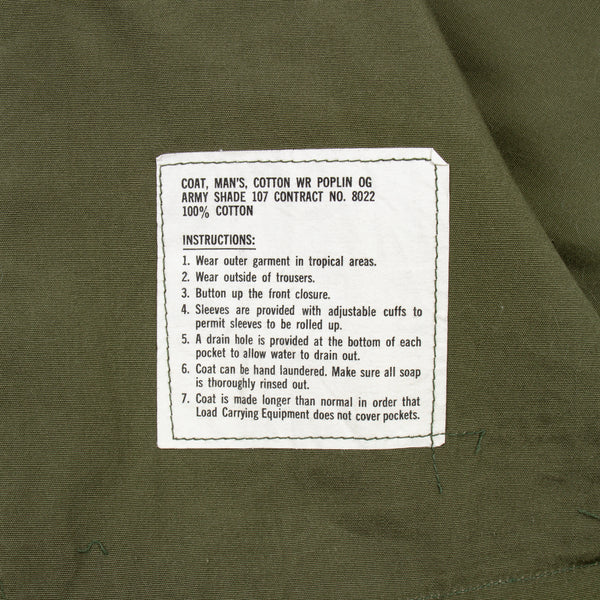 COAT, MAN'S, COTTON WR POPLIN OG
ARMY SHADE 107 CONTRACT NO. 8022
100% COTTON
INSTRUCTIONS:
1. Wear outer garment in tropical areas.
2. Wear outside of trousers.
3. Button up the front closure.
4. Sleeves are provided with adjustable cuffs to
permit sleeves to be rolled up.
5. A drain hole is provided at the bottom of each
pocket to allow water to drain out.
6. Coat can be hand laundered. Make sure all soap
is thoroughly rinsed out.
7. Coat is made longer than normal in order that
Load Carrying Equipment does not cover pockets.